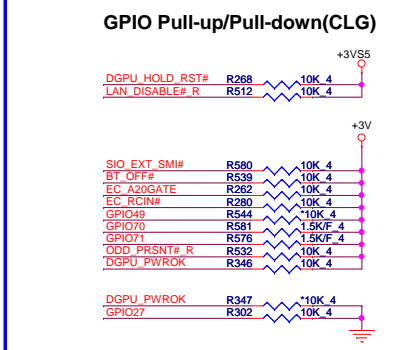 GPIO Pull-up/Pull-down(CLG)
+3VS5
DGPU_HOLD_RST# R268 10K_4
LAN_DISABLE#_R R512 10K_4
+3V
SIO_EXT_SMI# R580 10K_4
BT_OFF# R539 10K_4
EC_A20GATE R262 10K_4
EC_RCIN# R280 10K_4
GPIO49 R544 *10K_4
GPIO70 R581 1.5K/F_4
GPIO71 R576 1.5K/F_4
ODD_PRSNT#_R R532 10K_4
DGPU_PWROK R346 10K_4
DGPU_PWROK R347 *10K_4
GPIO27 R302 10K_4